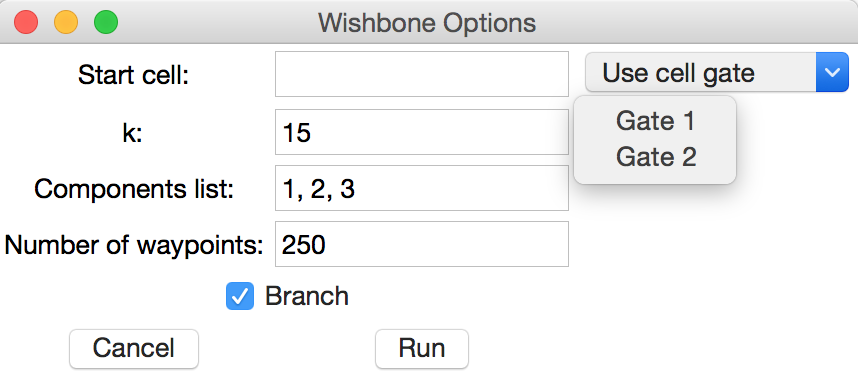 Wishbone Options
Start cell:
Use cell gate
Gate 1
Gate 2
k:
15
Components list:
1, 2, 3
Number of waypoints:
250
Branch
Cancel
Run